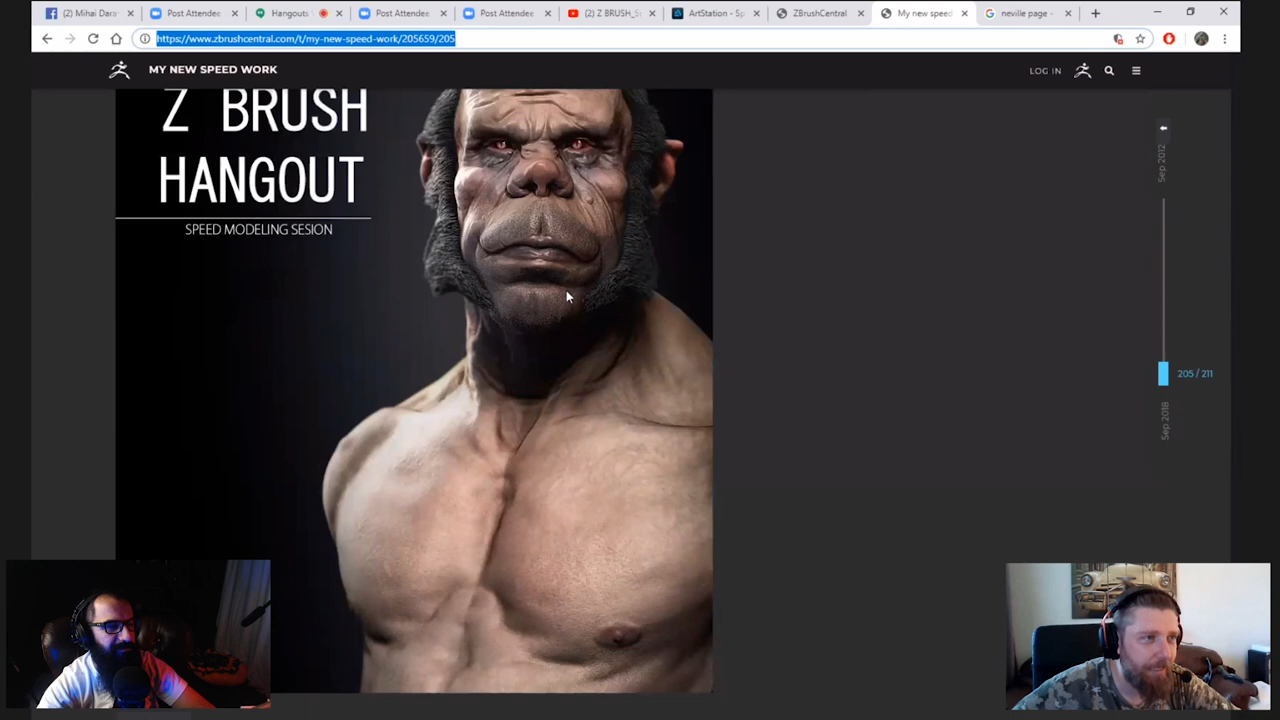 (2) Mihai Dara
Post Attendee
Hangouts
Post Attendee
Post Attendee
(2) Z BRUSH_S
ArtStation - Sp
ZBrushCentral
My new speed
neville page -
https://www.zbrushcentral.com/t/my-new-speed-work/205659/205
MY NEW SPEED WORK
LOG IN
Z BRUSH
HANGOUT
SPEED MODELING SESION
Sep 2012
205 / 211
Sep 2018